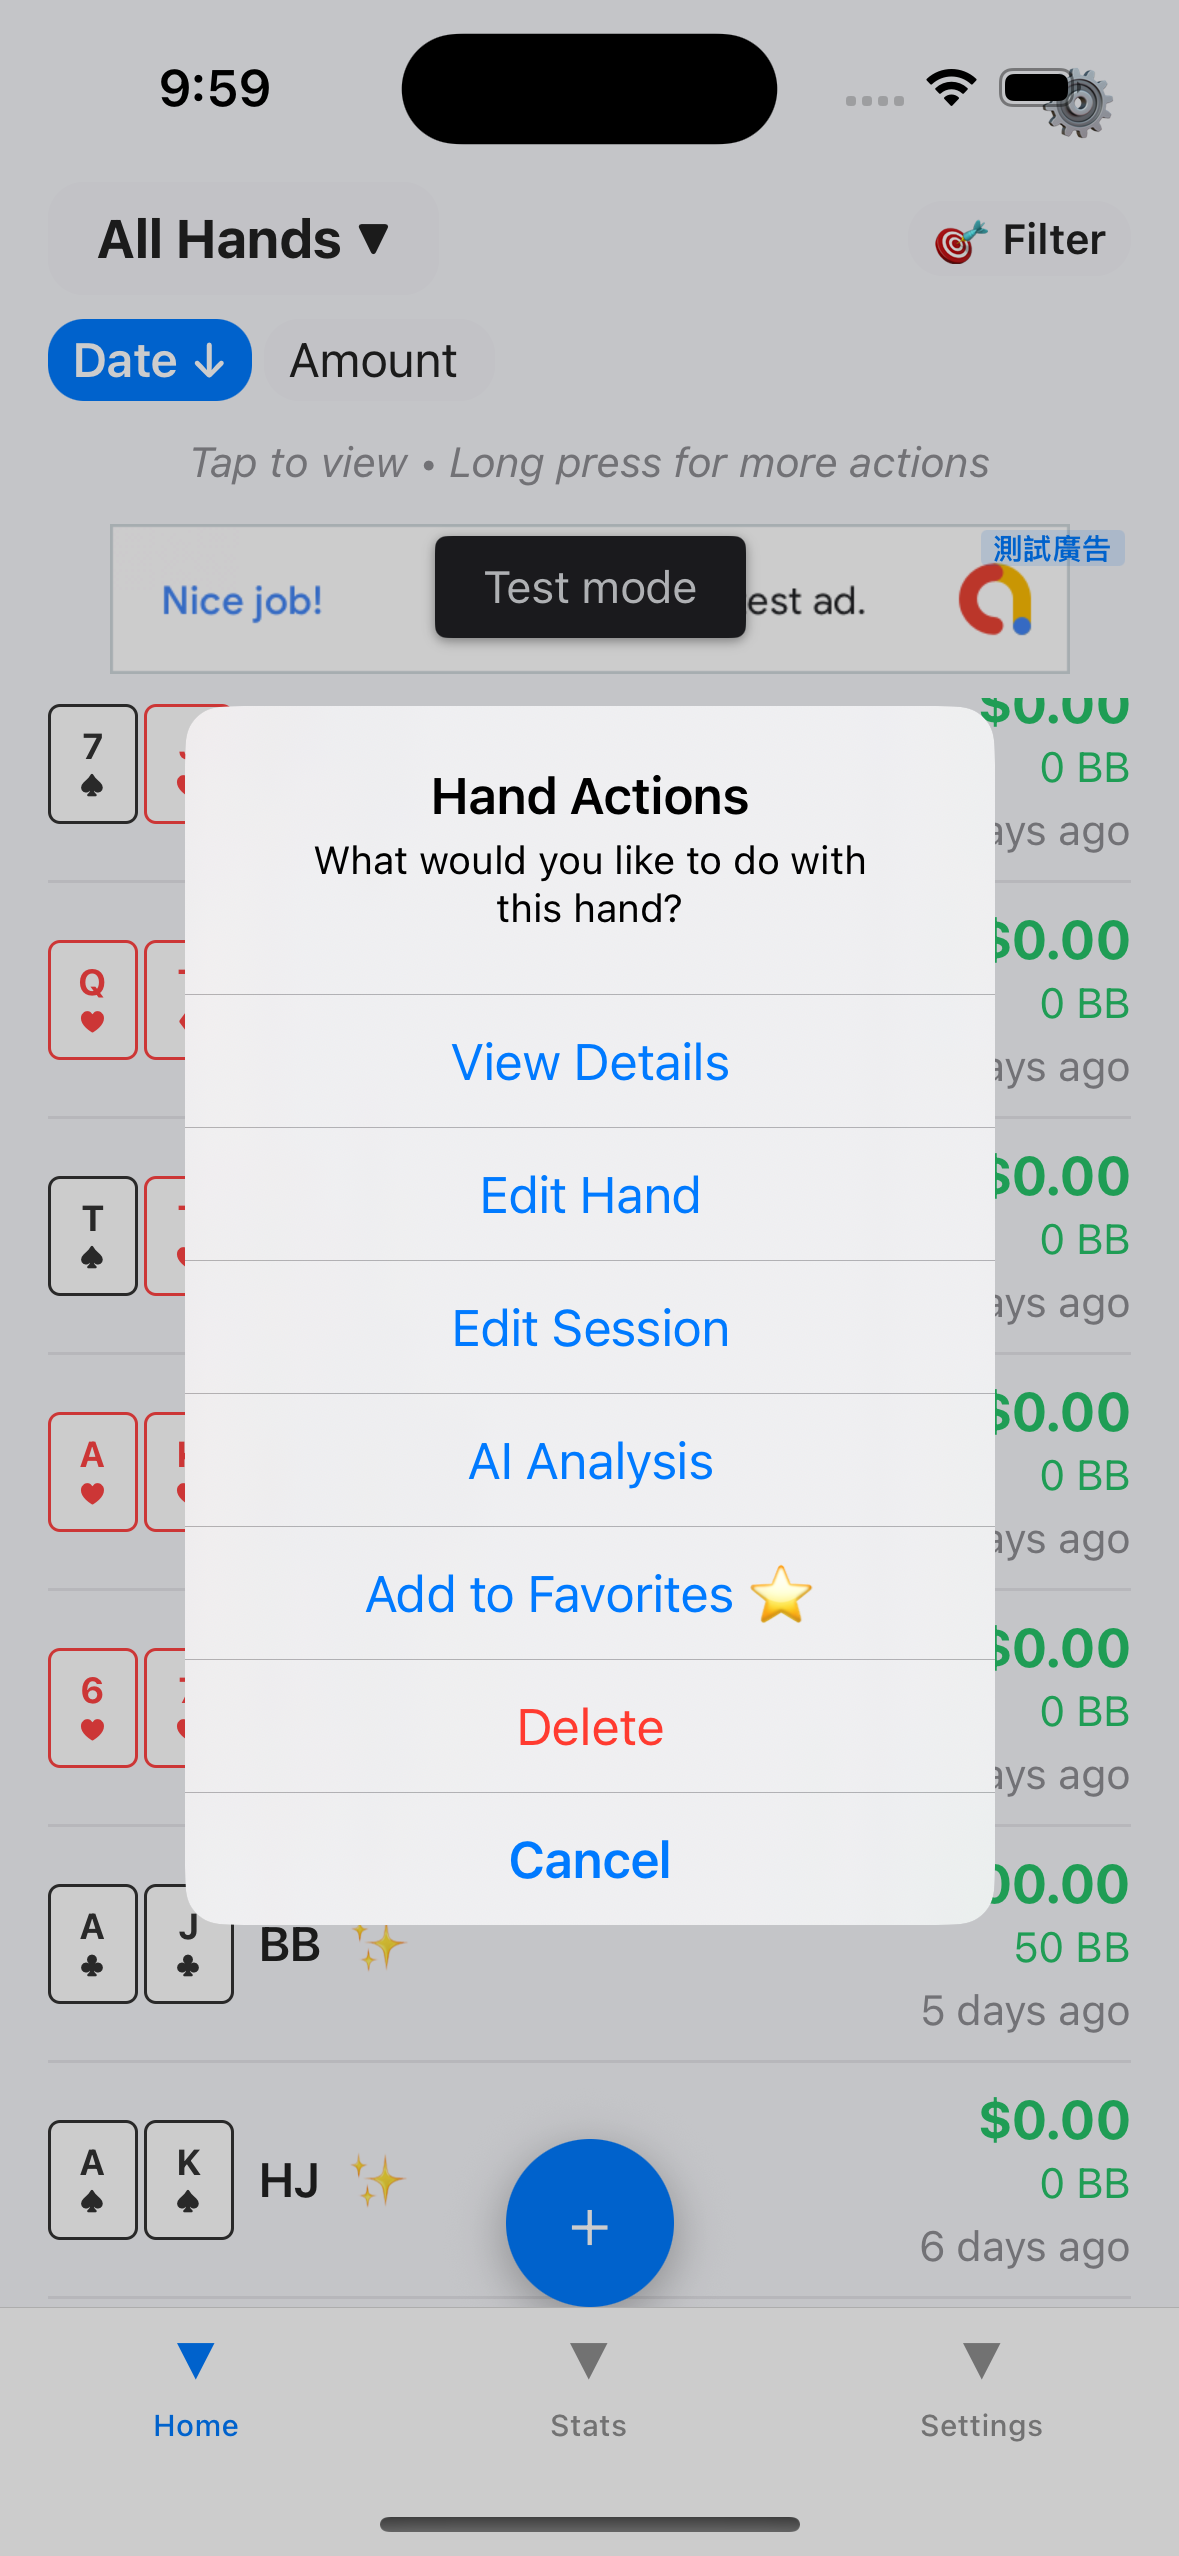 9:59
All Hands ▼
🎯 Filter
Date ↓
Amount
Tap to view • Long press for more actions
測試廣告
Nice job!
Test mode
est ad.
$0.00
7♠
0 BB
ays ago
Hand Actions
What would you like to do with
this hand?
$0.00
Q♥
0 BB
ays ago
View Details
$0.00
T♠
0 BB
ays ago
Edit Hand
Edit Session
$0.00
A♥
0 BB
ays ago
AI Analysis
Add to Favorites ⭐
$0.00
6♥
0 BB
ays ago
Delete
Cancel
00.00
A♣ J♣ BB ✨
50 BB
5 days ago
$0.00
A♠ K♠ HJ ✨
0 BB
6 days ago
+
Home
Stats
Settings